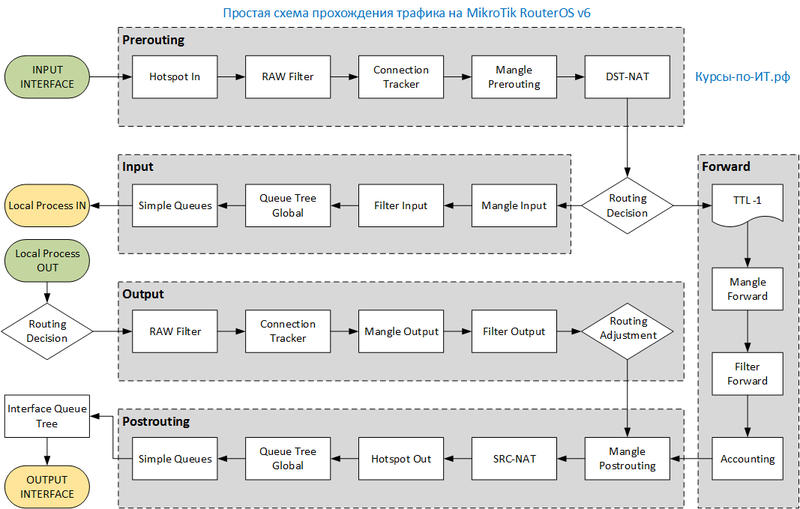 Простая схема прохождения трафика на MikroTik RouterOS v6
Prerouting
INPUT
INTERFACE
Hotspot In
RAW Filter
Connection
Tracker
Mangle
Prerouting
DST-NAT
Курсы-по-ИТ.рф
Input
Local Process IN
Simple Queues
Queue Tree
Global
Filter Input
Mangle Input
Routing
Decision
Forward
TTL -1
Mangle
Forward
Filter
Forward
Accounting
Local Process
OUT
Routing
Decision
Output
RAW Filter
Connection
Tracker
Mangle Output
Filter Output
Routing
Adjustment
Postrouting
Interface Queue
Tree
OUTPUT
INTERFACE
Simple Queues
Queue Tree
Global
Hotspot Out
SRC-NAT
Mangle
Postrouting